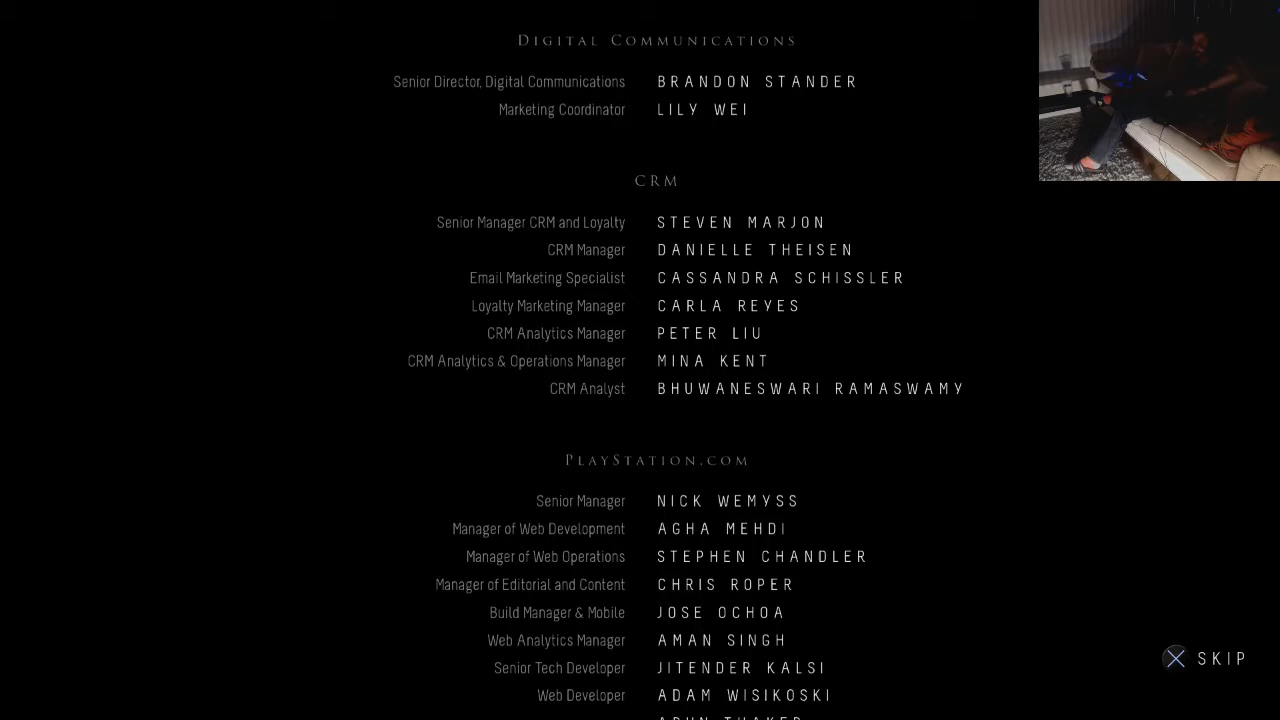 DIGITAL COMMUNICATIONS
Senior Director, Digital Communications BRANDON STANDER
Marketing Coordinator LILY WEI
CRM
Senior Manager CRM and Loyalty STEVEN MARJON
CRM Manager DANIELLE THEISEN
Email Marketing Specialist CASSANDRA SCHISSLER
Loyalty Marketing Manager CARLA REYES
CRM Analytics Manager PETER LIU
CRM Analytics & Operations Manager MINA KENT
CRM Analyst BHUWANESWARI RAMASWAMY
PLAYSTATION.COM
Senior Manager NICK WEMYSS
Manager of Web Development AGHA MEHDI
Manager of Web Operations STEPHEN CHANDLER
Manager of Editorial and Content CHRIS ROPER
Build Manager & Mobile JOSE OCHOA
Web Analytics Manager AMAN SINGH
Senior Tech Developer JITENDER KALSI
Web Developer ADAM WISIKOSKI
SKIP